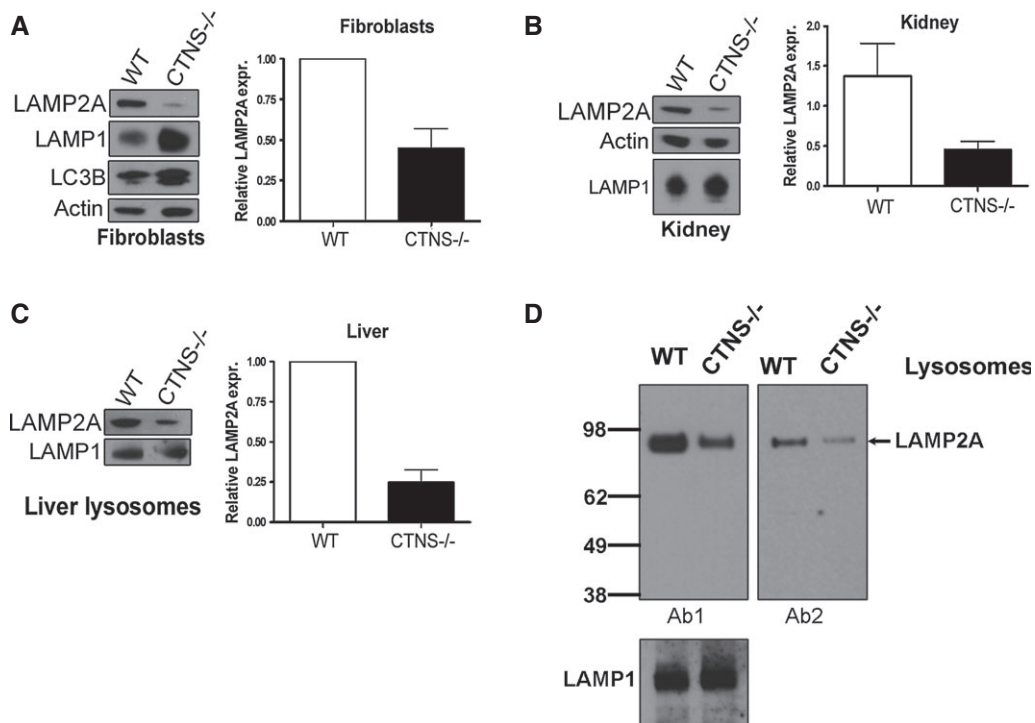 A
WT
CTNS-/-
LAMP2A
LAMP1
LC3B
Actin
Fibroblasts
Fibroblasts
Relative LAMP2A expr.
1.00
0.75
0.50
0.25
0.00
WT
CTNS-/-
B
WT
CTNS-/-
LAMP2A
Actin
LAMP1
Kidney
Kidney
Relative LAMP2A expr.
2.0
1.5
1.0
0.5
0.0
WT
CTNS-/-
C
WT
CTNS-/-
LAMP2A
LAMP1
Liver lysosomes
Liver
Relative LAMP2A expr.
1.00
0.75
0.50
0.25
0.00
WT
CTNS-/-
D
WT
CTNS-/-
WT
CTNS-/-
Lysosomes
98
62
49
38
LAMP2A
Ab1
Ab2
LAMP1